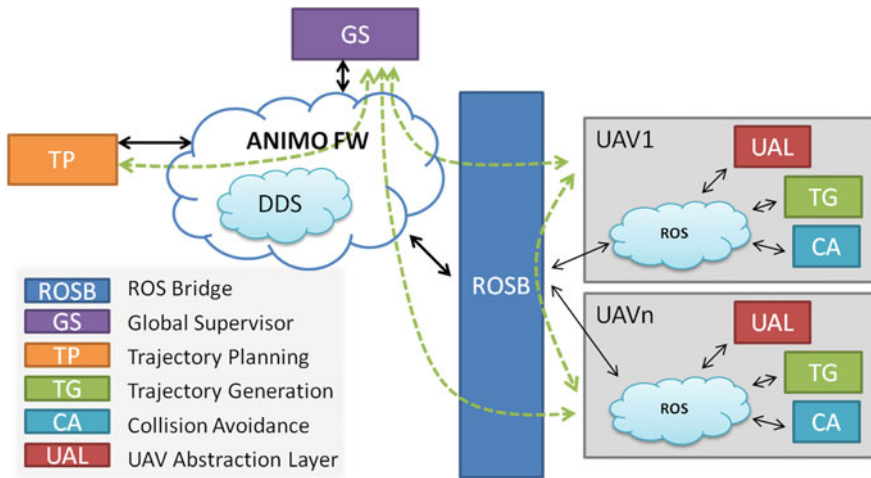 GS
TP
ANIMO FW
DDS
ROSB
UAV1
UAL
ROS
TG
CA
UAVn
UAL
ROS
TG
CA
ROSB ROS Bridge
GS Global Supervisor
TP Trajectory Planning
TG Trajectory Generation
CA Collision Avoidance
UAL UAV Abstraction Layer